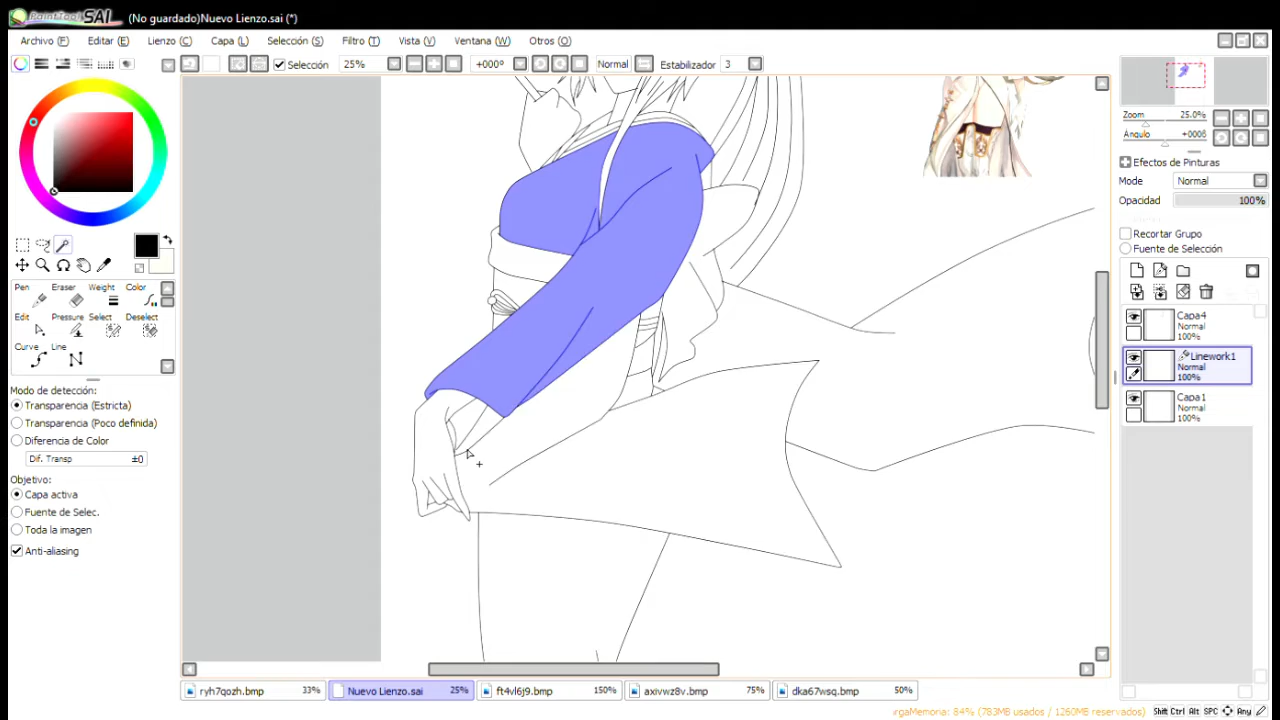 PaintTool SAI (No guardado)Nuevo Lienzo.sai (*)
Archivo (F) Editar (E) Lienzo (C) Capa (L) Selección (S) Filtro (T) Vista (V) Ventana (W) Otros (O)
Selección 25% +000° Normal Estabilizador 3
Zoom 25.0%
Ángulo +0006
Efectos de Pinturas
Mode Normal
Opacidad 100%
Recortar Grupo
Fuente de Selección
Capa4
Normal
100%
Linework1
Normal
100%
Capa1
Normal
100%
Pen Eraser Weight Color
Edit Pressure Select Deselect
Curve Line
Modo de detección:
Transparencia (Estricta)
Transparencia (Poco definida)
Diferencia de Color
Dif. Transp ±0
Objetivo:
Capa activa
Fuente de Selec.
Toda la imagen
Anti-aliasing
ryh7qozh.bmp 33% Nuevo Lienzo.sai 25% ft4vl6j9.bmp 150% axivwz8v.bmp 75% dka67wsq.bmp 50%
rgaMemoria: 84% (783MB usados / 1260MB reservados) Shift Ctrl Alt SPC Any